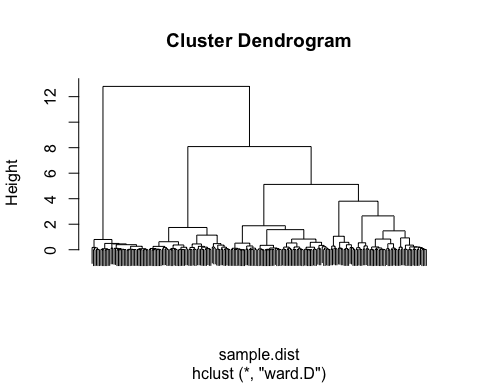 Cluster Dendrogram
Height
12
8
6
4
2
0
sample.dist
hclust (*, "ward.D")